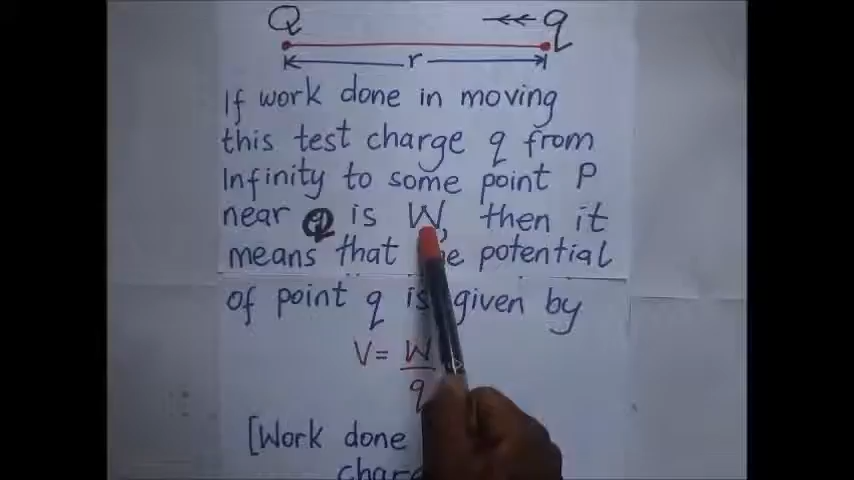 Q q
r
If work done in moving
this test charge q from
Infinity to some point P
near Q is W, then it
means that potential
of point q is given by
V = W
q
[Work done